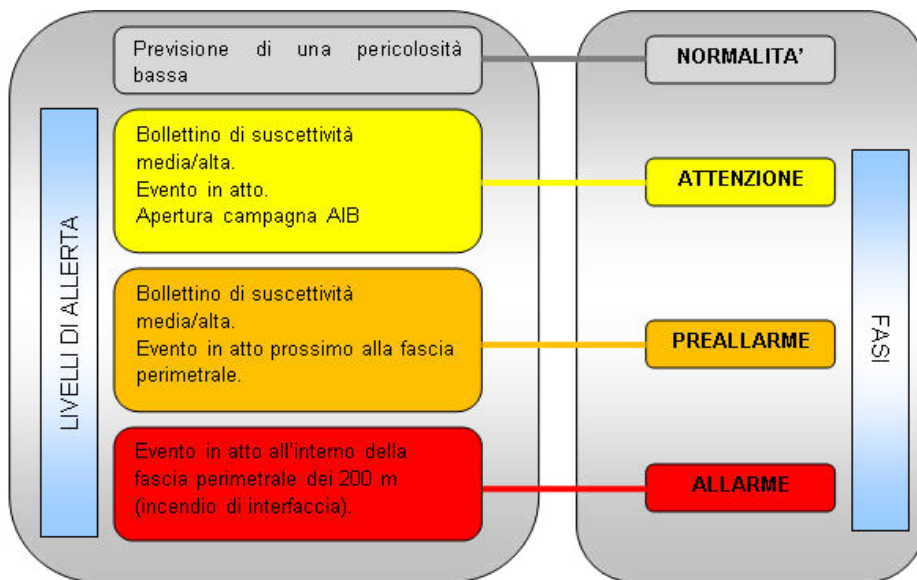 Previsione di una pericolosità
bassa
NORMALITA'
LIVELLI DI ALLERTA
Bollettino di suscettività
media/alta.
Evento in atto.
Apertura campagna AIB
ATTENZIONE
Bollettino di suscettività
media/alta.
Evento in atto prossimo alla fascia
perimetrale.
PREALLARME
FASI
Evento in atto all'interno della
fascia perimetrale dei 200 m
(incendio di interfaccia).
ALLARME